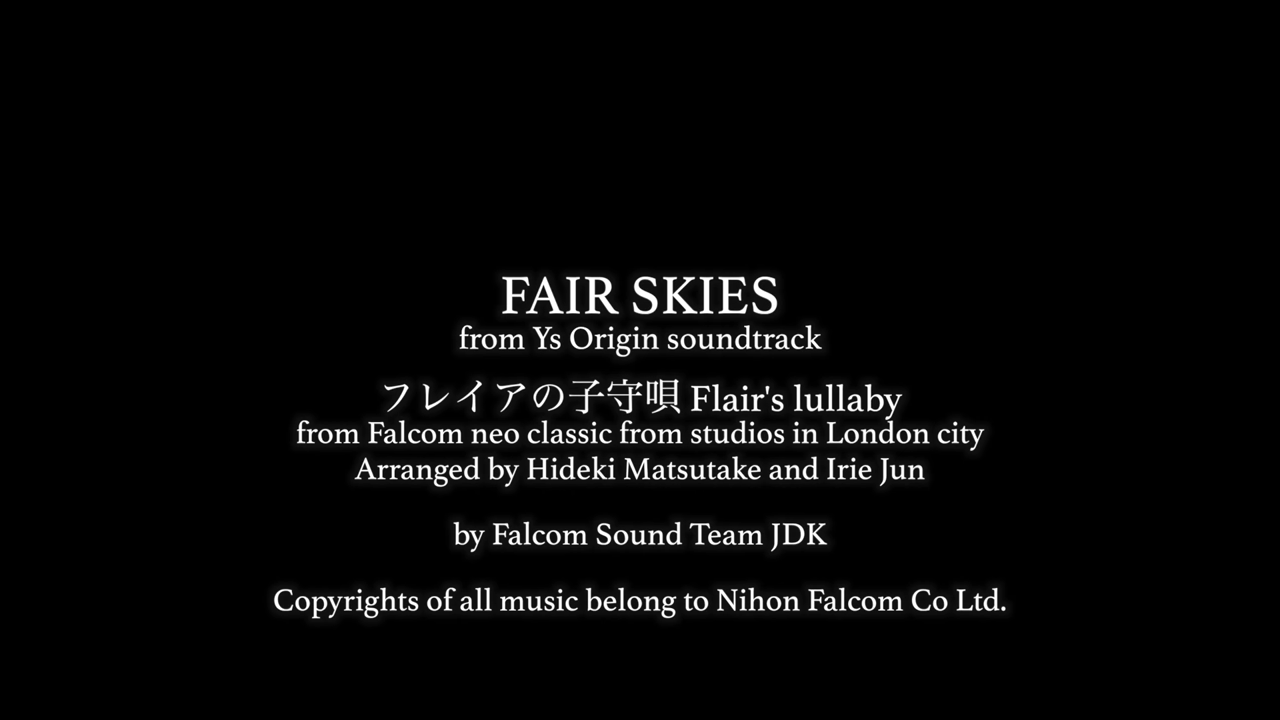 FAIR SKIES
from Ys Origin soundtrack
フレイアの子守唄 Flair's lullaby
from Falcom neo classic from studios in London city
Arranged by Hideki Matsutake and Irie Jun
by Falcom Sound Team JDK
Copyrights of all music belong to Nihon Falcom Co Ltd.